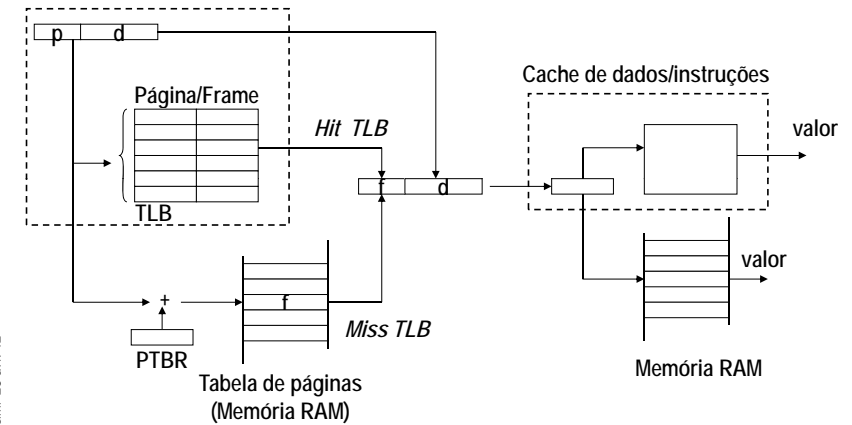 p d
Página/Frame
TLB
Hit TLB
f d
Cache de dados/instruções
valor
valor
Memória RAM
+
PTBR
f
Miss TLB
Tabela de páginas
(Memória RAM)